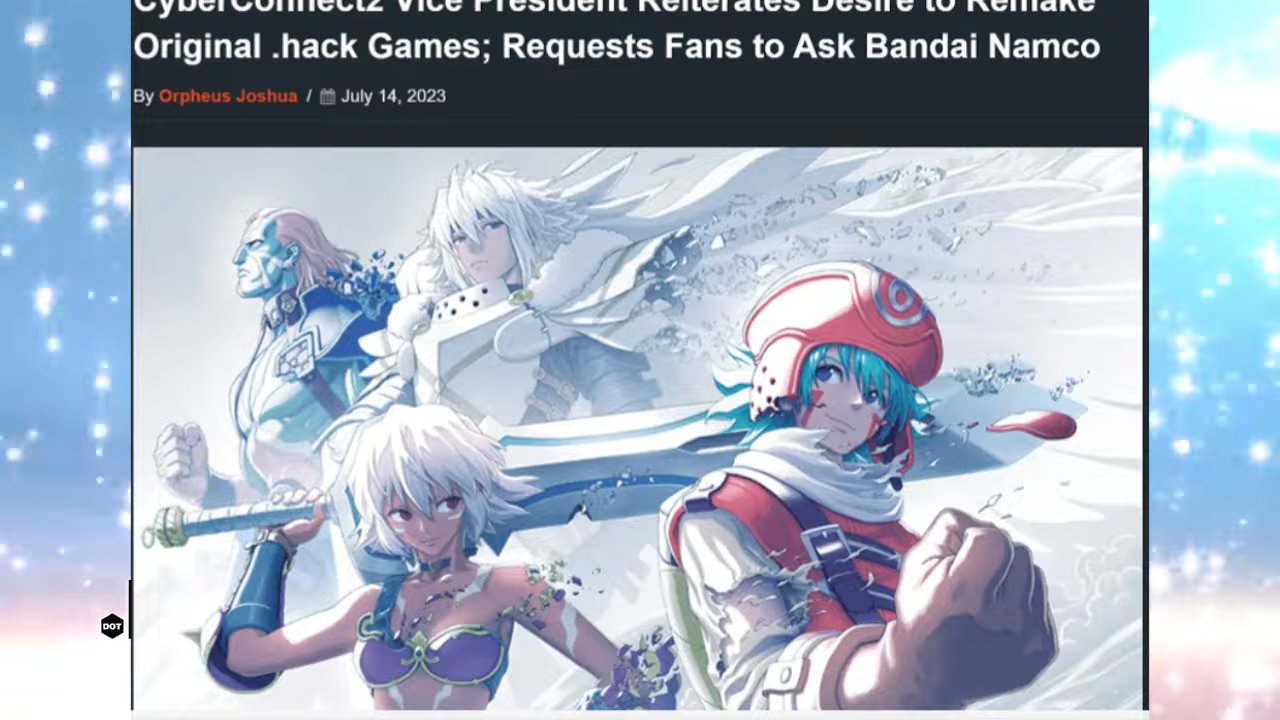 CyberConnect2 Vice President Reiterates Desire to Remake
Original .hack Games; Requests Fans to Ask Bandai Namco
By Orpheus Joshua / July 14, 2023
DOT